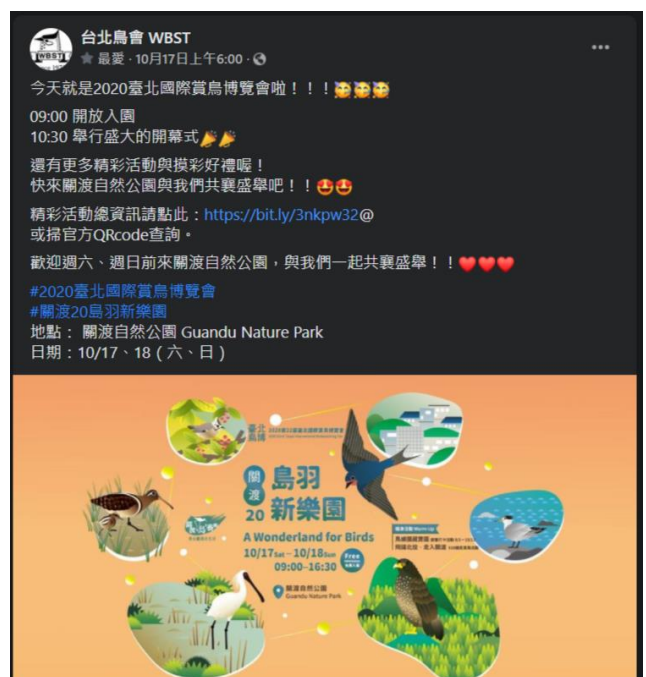 台北鳥會 WBST
最愛 · 10月17日上午6:00 ·
WBST
今天就是2020臺北國際賞鳥博覽會啦！！！🥳🥳🥳
09:00 開放入園
10:30 舉行盛大的開幕式🎉🎉
還有更多精彩活動與摸彩好禮喔！
快來關渡自然公園與我們共襄盛舉吧！！🤩🤩
精彩活動總資訊請點此：https://bit.ly/3nkpw32@
或掃官方QRcode查詢。
歡迎週六、週日前來關渡自然公園，與我們一起共襄盛舉！！❤️❤️❤️
#2020臺北國際賞鳥博覽會
#關渡20島羽新樂園
地點： 關渡自然公園 Guandu Nature Park
日期：10/17、18（六、日）
臺北
鳥博
關渡
20
島羽
新樂園
A Wonderland for Birds
10/17Sat－10/18Sun
09:00–16:30
Free
關渡自然公園
Guandu Nature Park